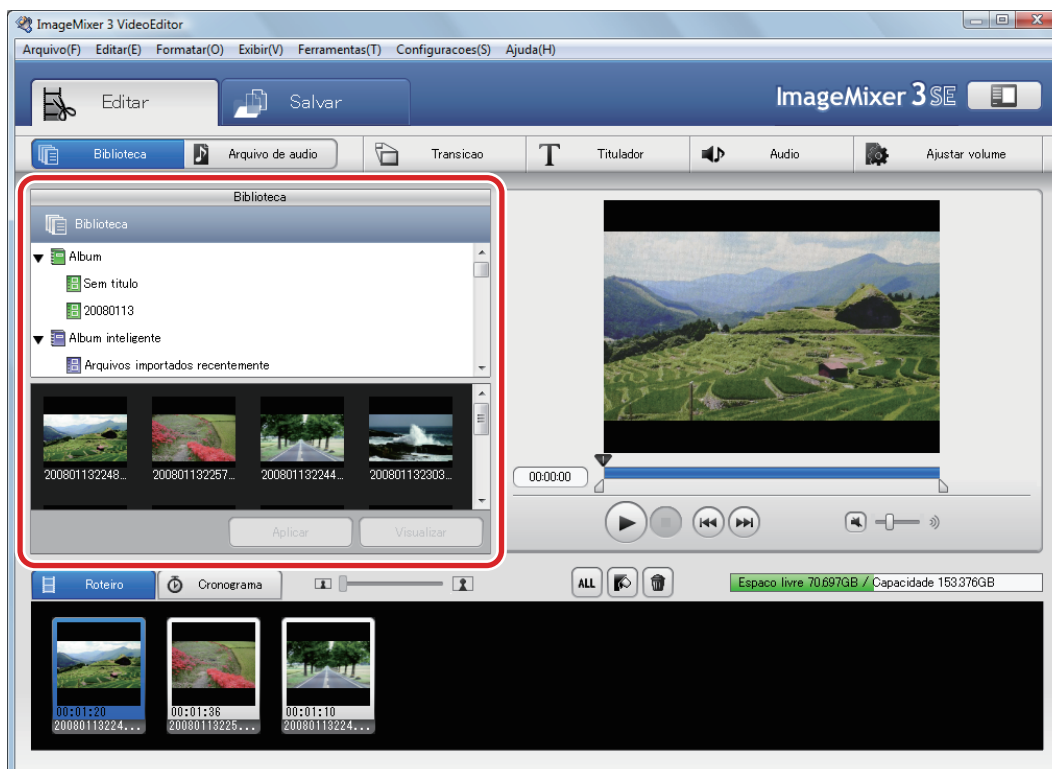 ImageMixer 3 VideoEditor
Arquivo(F) Editar(E) Formatar(O) Exibir(V) Ferramentas(T) Configuracoes(S) Ajuda(H)
Editar Salvar ImageMixer 3 SE
Biblioteca Arquivo de audio Transicao T Titulador Audio Ajustar volume
Biblioteca
Biblioteca
Album
Sem titulo
20080113
Album inteligente
Arquivos importados recentemente
200801132248... 200801132257... 200801132244... 200801132303...
00:00:00
Aplicar Visualizar
Roteiro Cronograma ALL Espaco livre 70.697GB / Capacidade 153.376GB
00:01:20 00:01:36 00:01:10
20080113224... 20080113225... 20080113224...